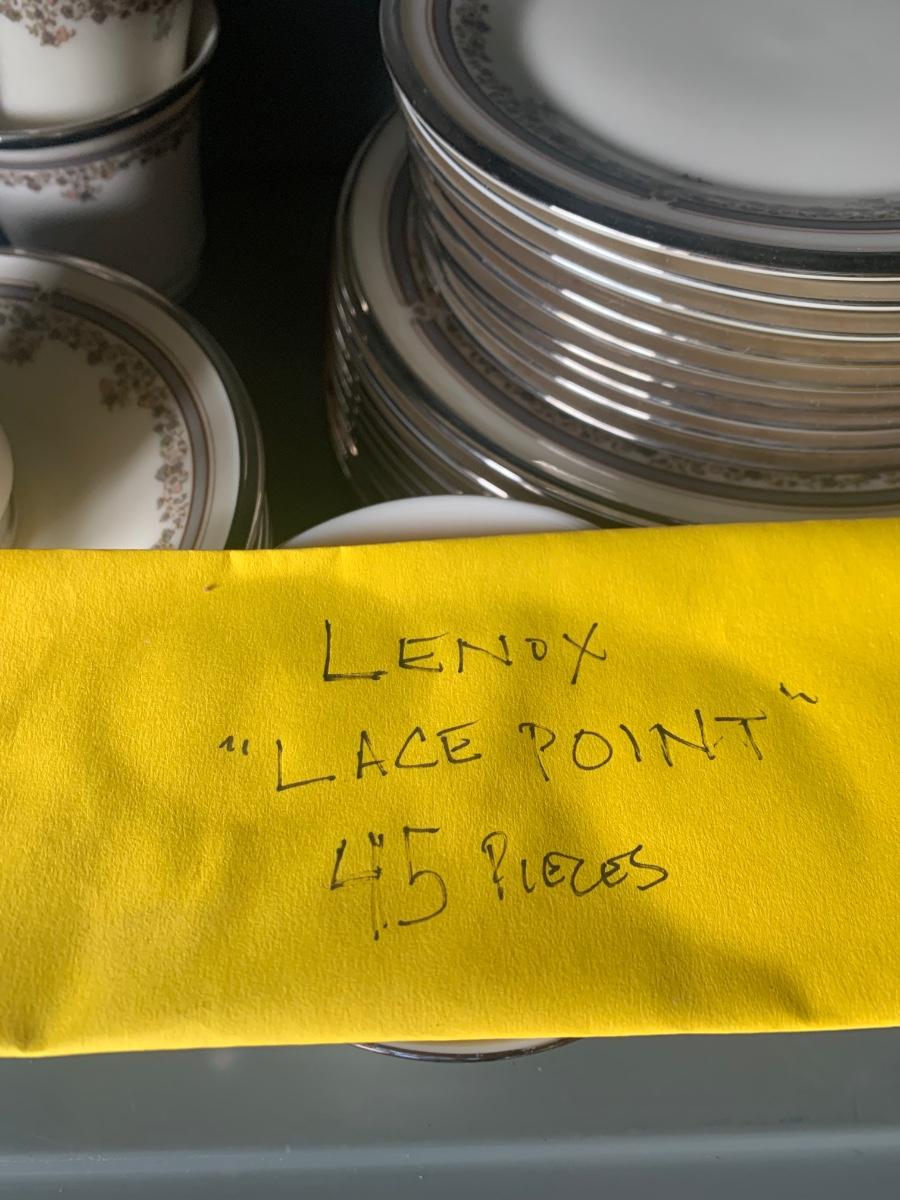 LENOX
"LACE POINT"
45 PIECES